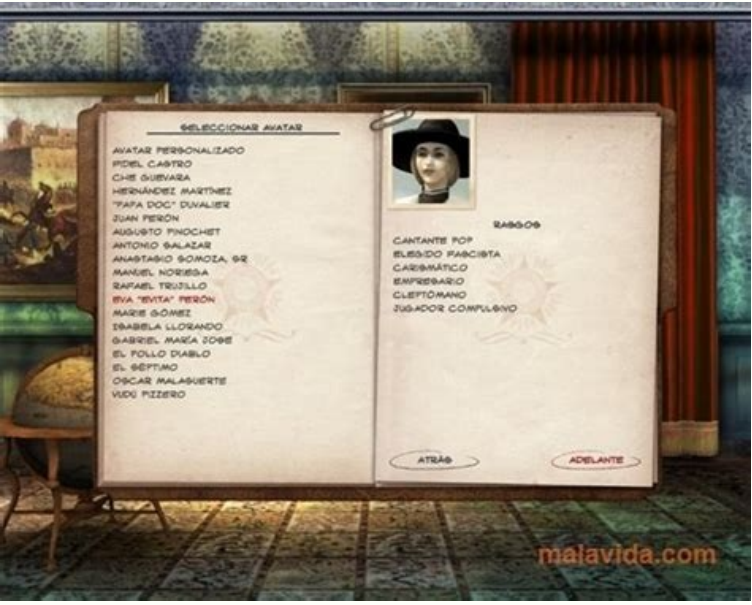 SELECCIONAR AVATAR
AVATAR PERSONALIZADO
FIDEL CASTRO
CHE GUEVARA
HERNÁNDEZ MARTÍNEZ
"PAPA DOC" DUVALIER
JUAN PERÓN
AUGUSTO PINOCHET
ANTONIO SALAZAR
ANASTASIO SOMOZA, SR
MANUEL NORIEGA
RAFAEL TRUJILLO
EVA "EVITA" PERÓN
MARIE GÓMEZ
ISABELA LLORANDO
GABRIEL MARÍA JOSE
EL POLLO DIABLO
EL SÉPTIMO
OSCAR MALASUERTE
VUDÚ PIZZERO
RASGOS
CANTANTE POP
ELEGIDO FASCISTA
CARISMÁTICO
EMPRESARIO
CLEPTÓMANO
JUGADOR COMPULSIVO
ATRÁS
ADELANTE
malavida.com